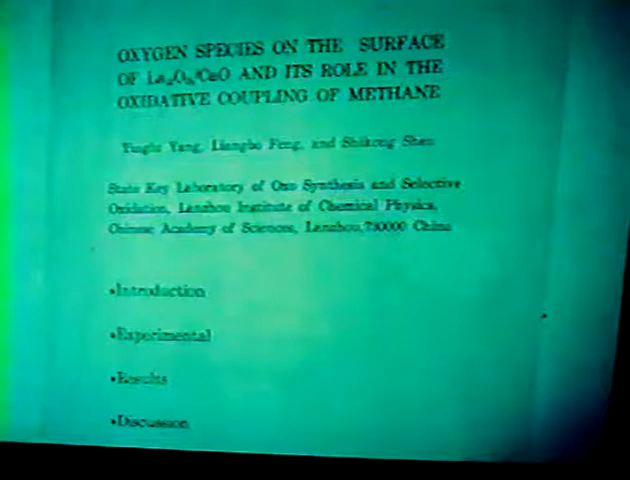 OXYGEN SPECIES ON THE SURFACE
OF La₂O₃/CaO AND ITS ROLE IN THE
OXIDATIVE COUPLING OF METHANE
Yang, Liangbo Feng, and Shikong Shen
State Key Laboratory of Oxo Synthesis and Selective
Oxidation, Lanzhou Institute of Chemical Physics,
Chinese Academy of Sciences, Lanzhou,730000 China
•Introduction
•Experimental
•Results
•Discussion